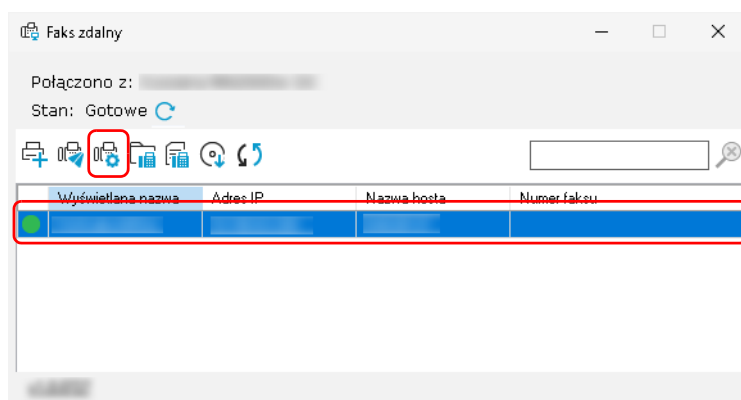 Faks zdalny
Połączono z:
Stan: Gotowe
Wyświetlana nazwa Adres IP Nazwa hosta Numer faksu